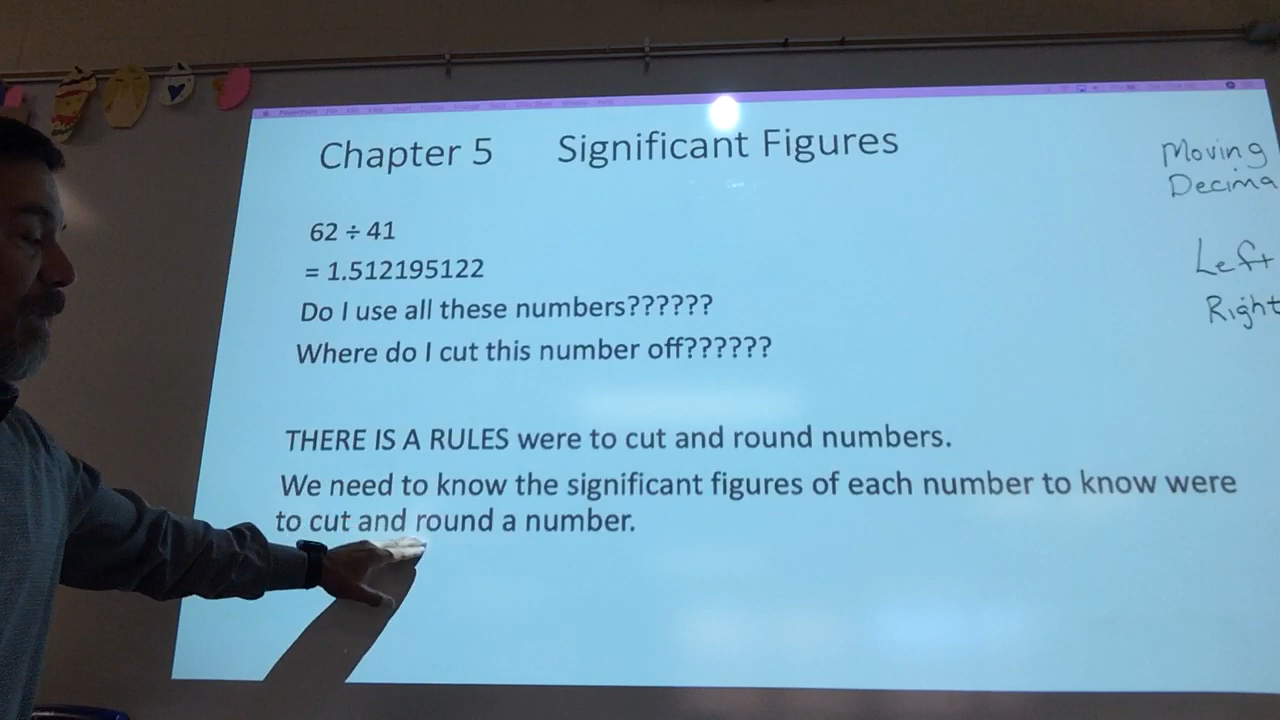 Chapter 5 Significant Figures
62 ÷ 41
= 1.512195122
Do I use all these numbers??????
Where do I cut this number off??????
THERE IS A RULES were to cut and round numbers.
We need to know the significant figures of each number to know were
to cut and round a number.
Moving
Decima
Left
Right